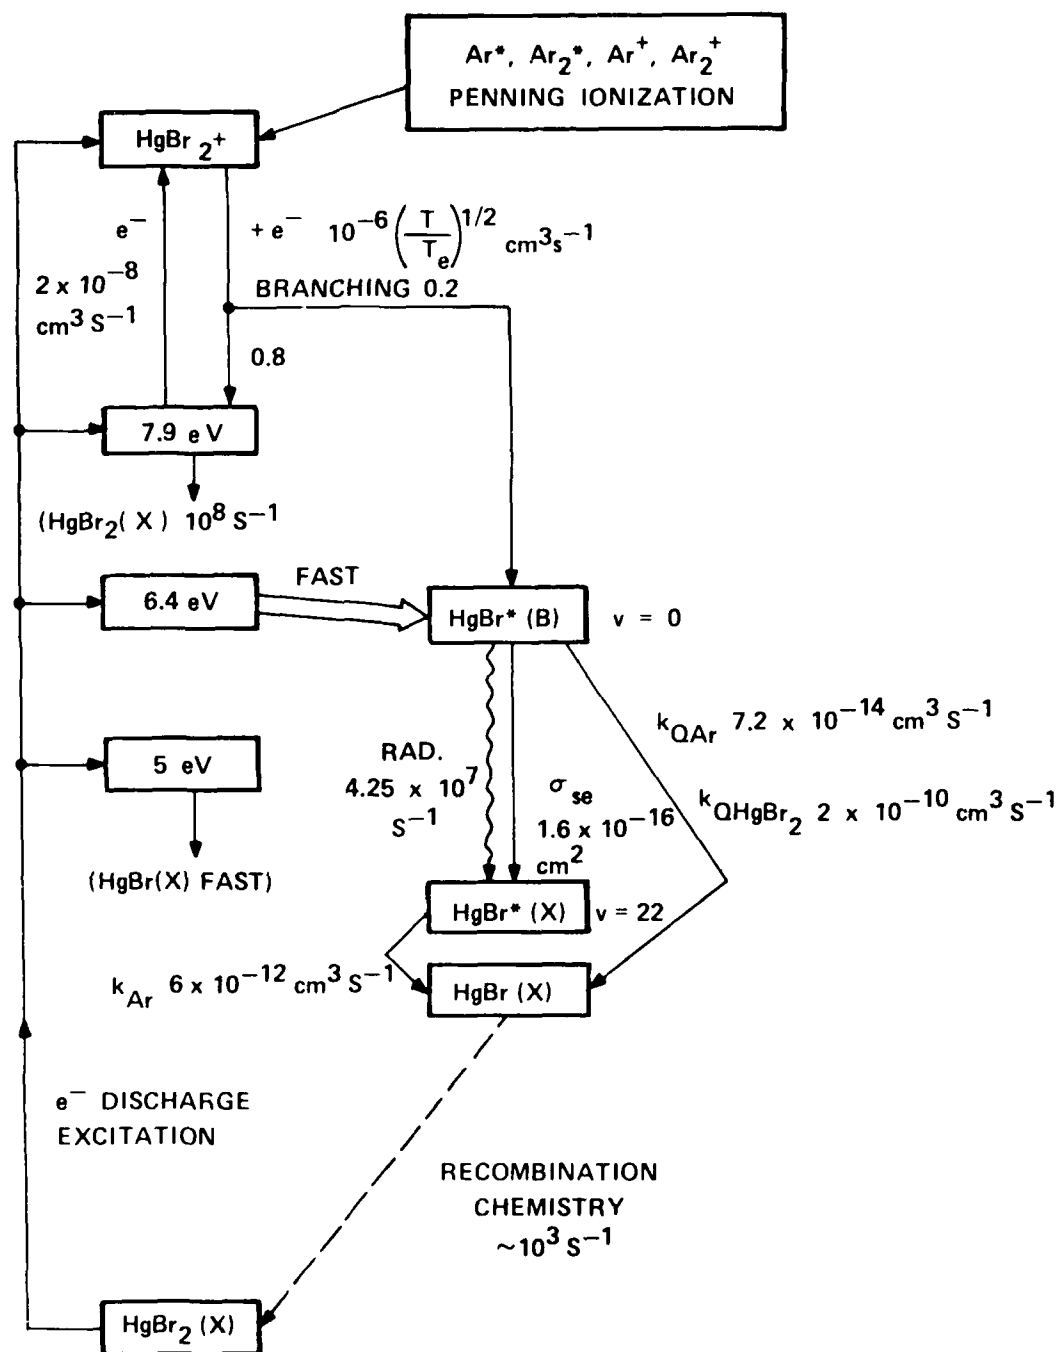 Ar*, Ar₂*, Ar⁺, Ar₂⁺
PENNING IONIZATION
HgBr₂+
e⁻
+ e⁻ 10⁻⁶ (T/Tₑ)^1/2 cm³s⁻¹
2 x 10⁻⁸
cm³ S⁻¹
BRANCHING 0.2
0.8
7.9 eV
(HgBr₂( X ) 10⁸ S⁻¹
6.4 eV
FAST
HgBr* (B)
v = 0
5 eV
(HgBr(X) FAST)
RAD.
4.25 x 10⁷
S⁻¹
σse
1.6 x 10⁻¹⁶
cm²
kQAr 7.2 x 10⁻¹⁴ cm³ S⁻¹
kQHgBr₂ 2 x 10⁻¹⁰ cm³ S⁻¹
HgBr* (X)
v = 22
kAr 6 x 10⁻¹² cm³ S⁻¹
HgBr (X)
e⁻ DISCHARGE
EXCITATION
RECOMBINATION
CHEMISTRY
~10³ S⁻¹
HgBr₂ (X)